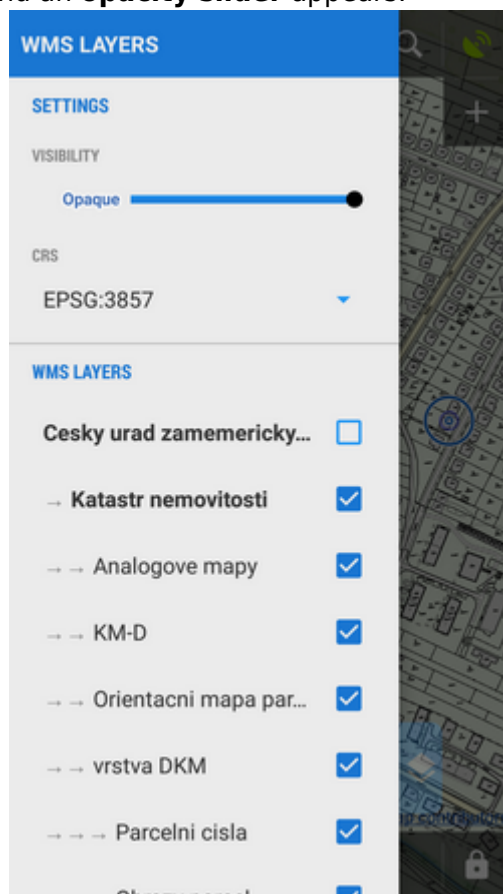 WMS LAYERS
SETTINGS
VISIBILITY
Opaque
CRS
EPSG:3857
WMS LAYERS
Cesky urad zamemericky...
→ Katastr nemovitosti
→ → Analogove mapy
→ → KM-D
→ → Orientacni mapa par...
→ → vrstva DKM
→ → → Parcelni cisla